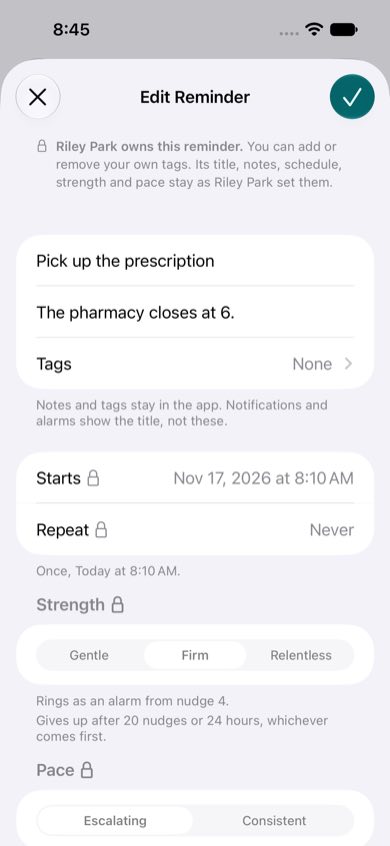 8:45
Edit Reminder
Riley Park owns this reminder. You can add or
remove your own tags. Its title, notes, schedule,
strength and pace stay as Riley Park set them.
Pick up the prescription
The pharmacy closes at 6.
Tags None
Notes and tags stay in the app. Notifications and
alarms show the title, not these.
Starts Nov 17, 2026 at 8:10 AM
Repeat Never
Once, Today at 8:10 AM.
Strength
Gentle Firm Relentless
Rings as an alarm from nudge 4.
Gives up after 20 nudges or 24 hours, whichever
comes first.
Pace
Escalating Consistent